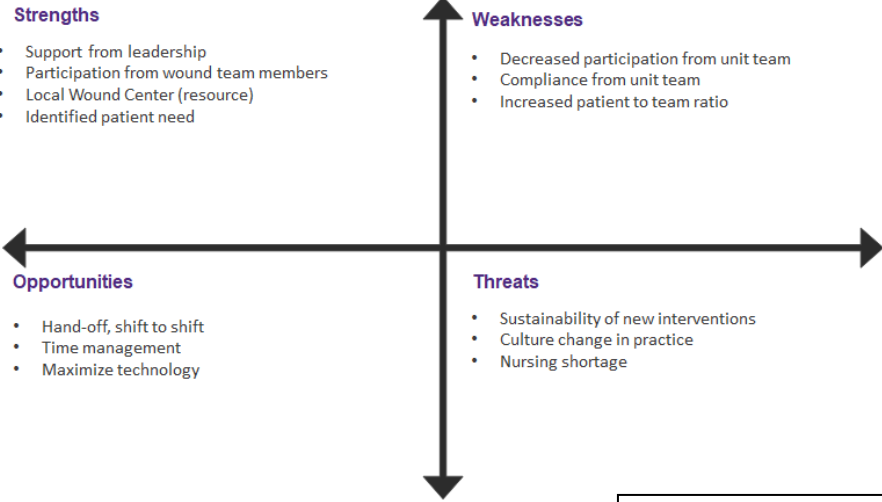 Strengths
• Support from leadership
• Participation from wound team members
• Local Wound Center (resource)
• Identified patient need
Weaknesses
• Decreased participation from unit team
• Compliance from unit team
• Increased patient to team ratio
Opportunities
• Hand-off, shift to shift
• Time management
• Maximize technology
Threats
• Sustainability of new interventions
• Culture change in practice
• Nursing shortage